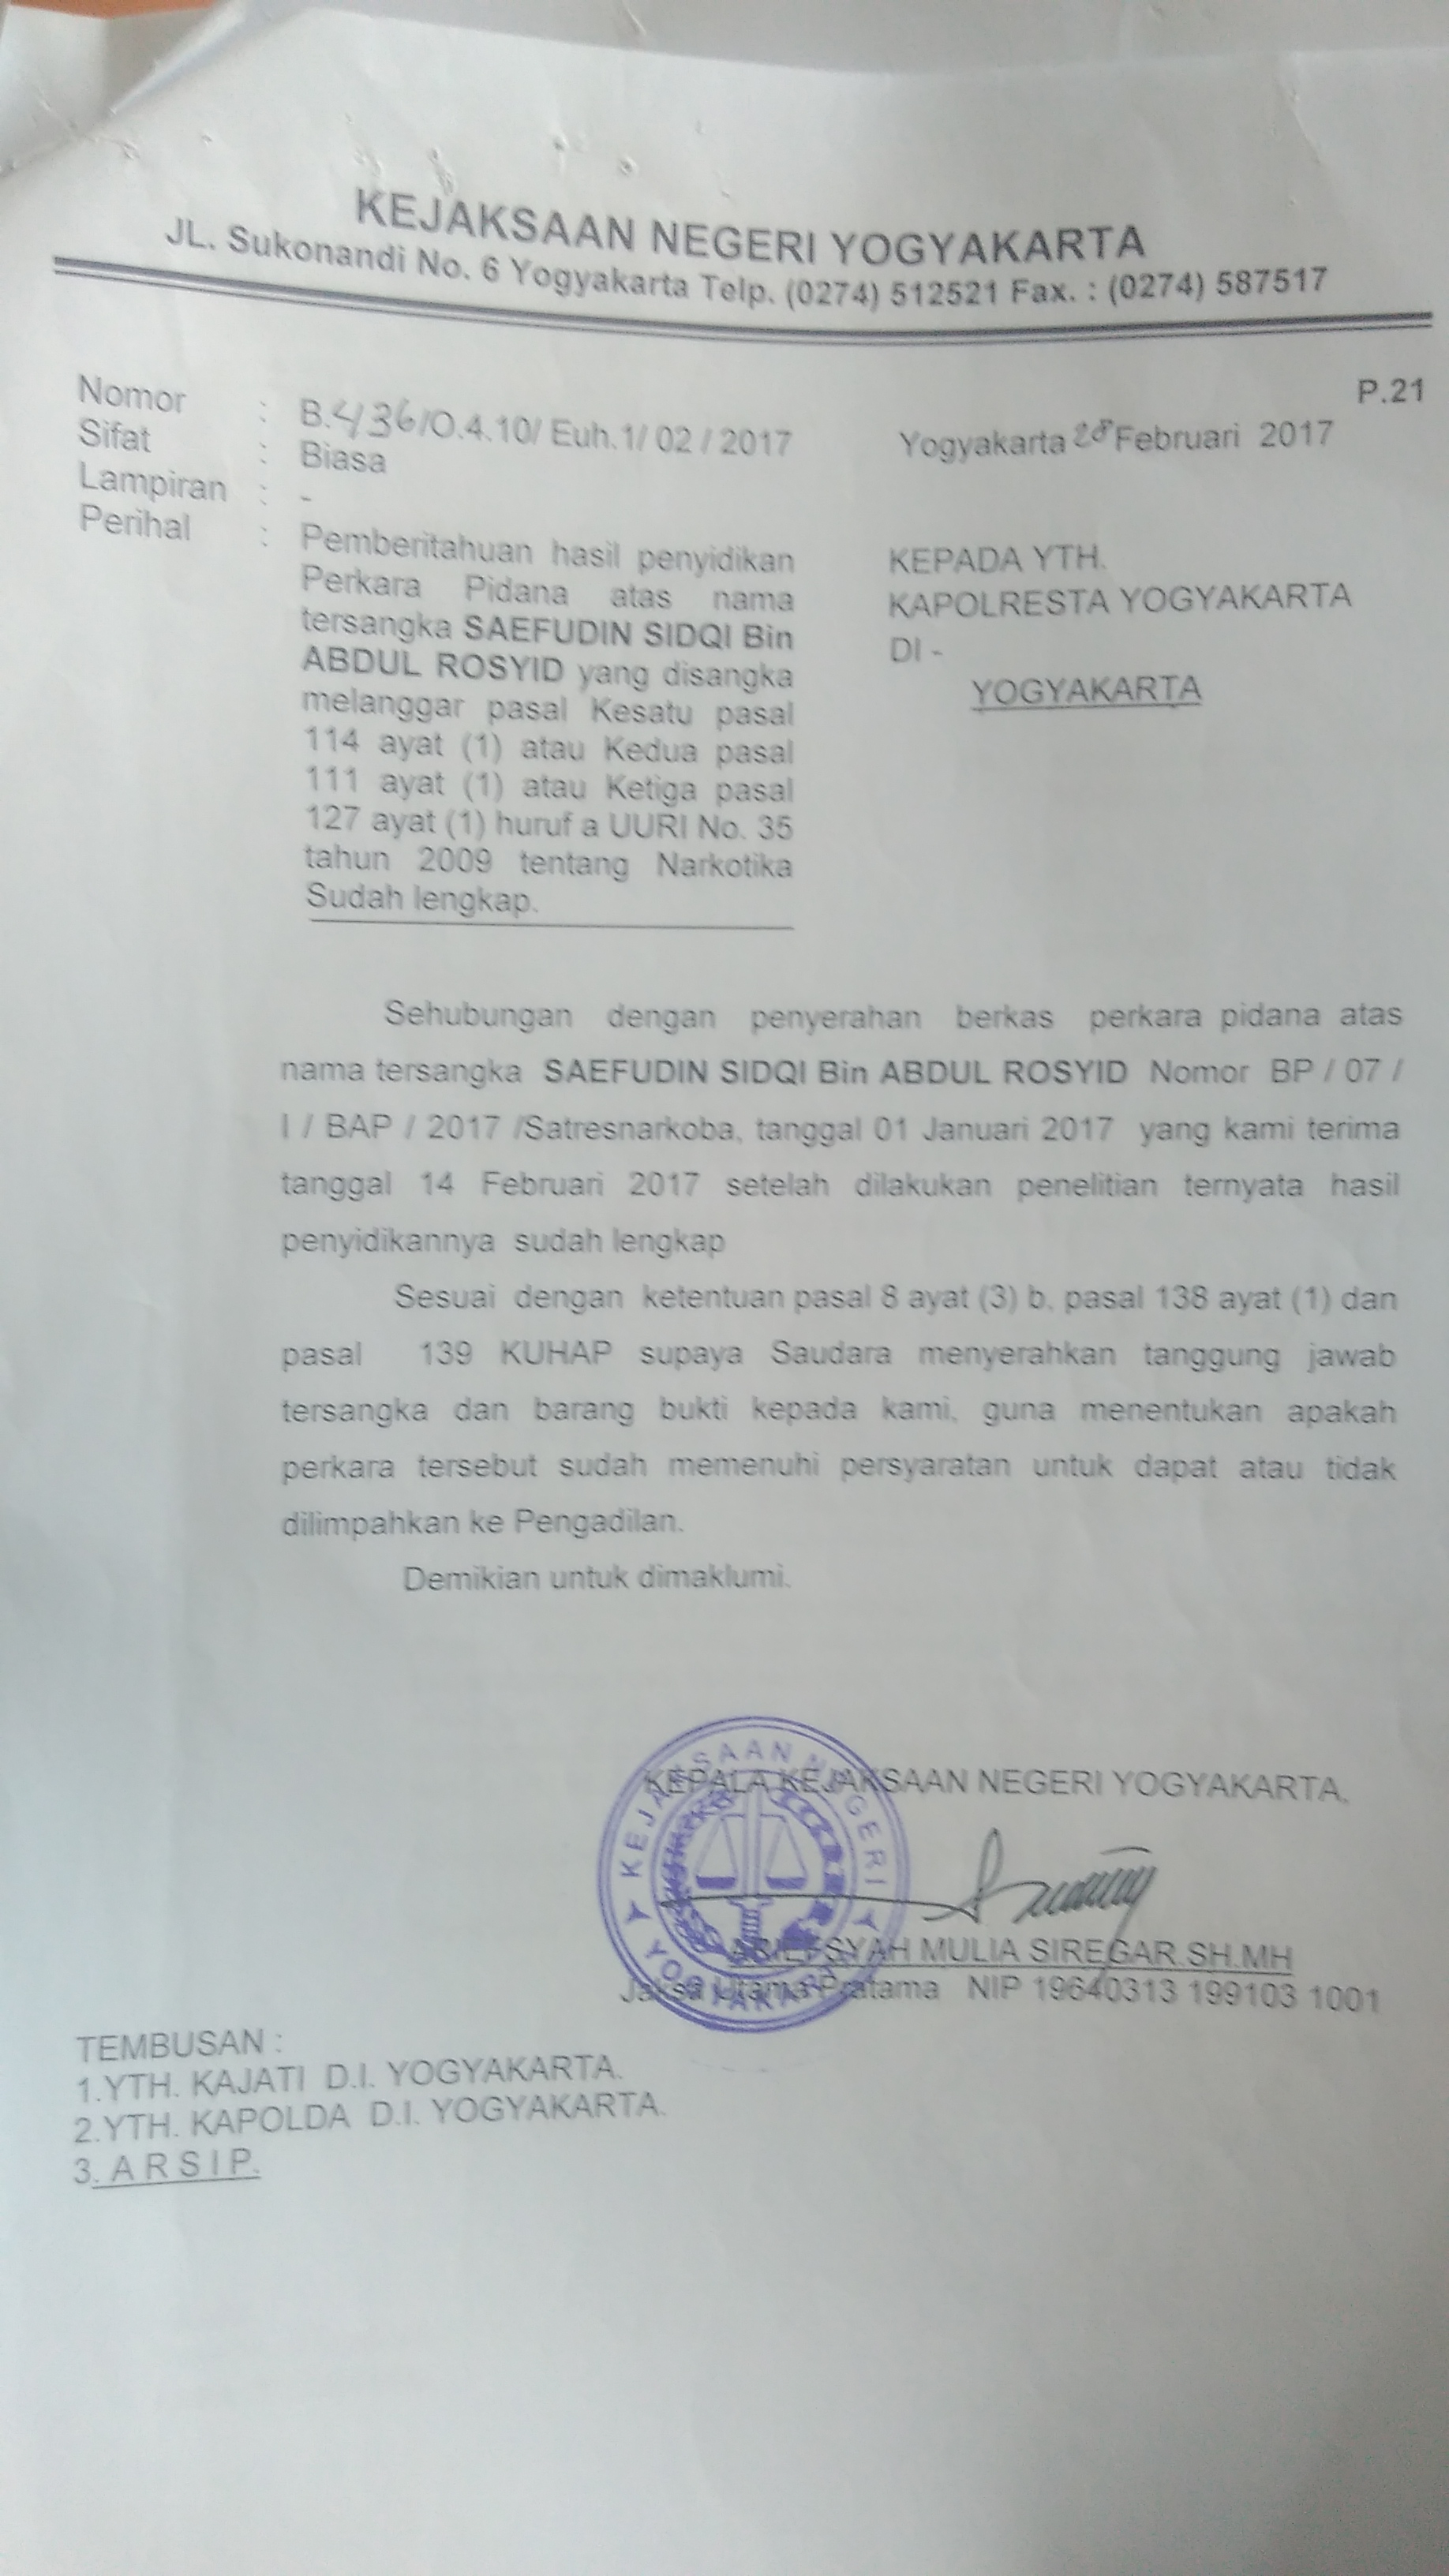 KEJAKSAAN NEGERI YOGYAKARTA
JL. Sukonandi No. 6 Yogyakarta Telp. (0274) 512521 Fax. : (0274) 587517
P.21
Nomor : B.436/O.4.10/ Euh.1/ 02 / 2017
Yogyakarta 28 Februari 2017
Sifat : Biasa
Lampiran : -
Perihal : Pemberitahuan hasil penyidikan
Perkara Pidana atas nama
tersangka SAEFUDIN SIDQI Bin
ABDUL ROSYID yang disangka
melanggar pasal Kesatu pasal
114 ayat (1) atau Kedua pasal
111 ayat (1) atau Ketiga pasal
127 ayat (1) huruf a UURI No. 35
tahun 2009 tentang Narkotika
Sudah lengkap.
KEPADA YTH.
KAPOLRESTA YOGYAKARTA
DI -
YOGYAKARTA
Sehubungan dengan penyerahan berkas perkara pidana atas
nama tersangka SAEFUDIN SIDQI Bin ABDUL ROSYID Nomor BP / 07 /
I / BAP / 2017 /Satresnarkoba, tanggal 01 Januari 2017 yang kami terima
tanggal 14 Februari 2017 setelah dilakukan penelitian ternyata hasil
penyidikannya sudah lengkap
Sesuai dengan ketentuan pasal 8 ayat (3) b, pasal 138 ayat (1) dan
pasal 139 KUHAP supaya Saudara menyerahkan tanggung jawab
tersangka dan barang bukti kepada kami, guna menentukan apakah
perkara tersebut sudah memenuhi persyaratan untuk dapat atau tidak
dilimpahkan ke Pengadilan.
Demikian untuk dimaklumi.
KEPALA KEJAKSAAN NEGERI YOGYAKARTA,
KEJAKSAAN NEGERI
YOGYAKARTA
ARIEFSYAH MULIA SIREGAR.SH.MH
Jaksa Utama Pratama NIP 19640313 199103 1001
TEMBUSAN :
1.YTH. KAJATI D.I. YOGYAKARTA.
2.YTH. KAPOLDA D.I. YOGYAKARTA.
3. A R S I P.